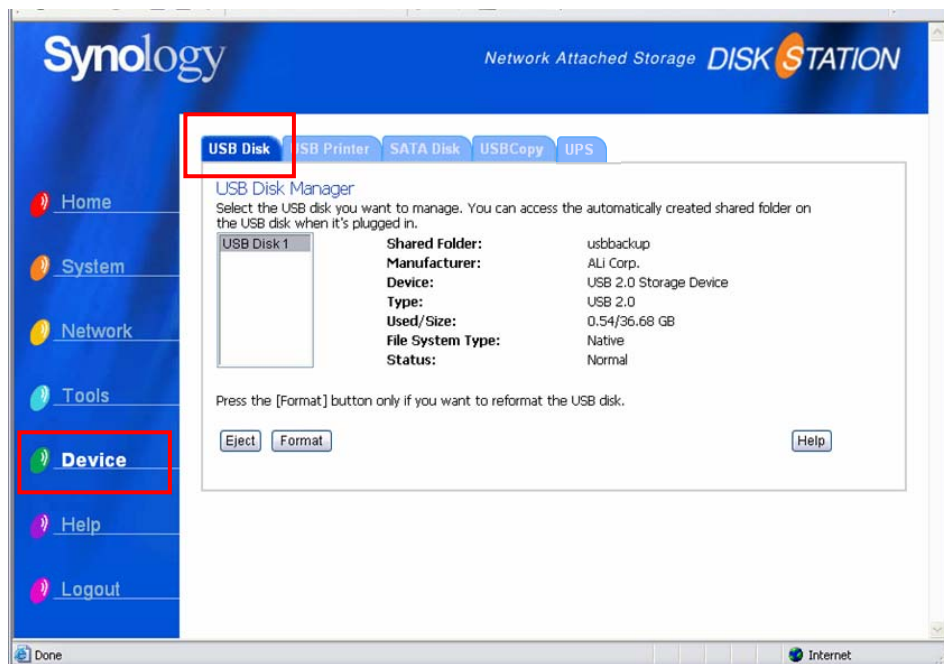 Synology
Network Attached Storage DISK STATION
USB Disk USB Printer SATA Disk USBCopy UPS
USB Disk Manager
Select the USB disk you want to manage. You can access the automatically created shared folder on
the USB disk when it's plugged in.
USB Disk 1
Shared Folder: usbbackup
Manufacturer: ALi Corp.
Device: USB 2.0 Storage Device
Type: USB 2.0
Used/Size: 0.54/36.68 GB
File System Type: Native
Status: Normal
Press the [Format] button only if you want to reformat the USB disk.
Eject Format Help
Home
System
Network
Tools
Device
Help
Logout
Done Internet